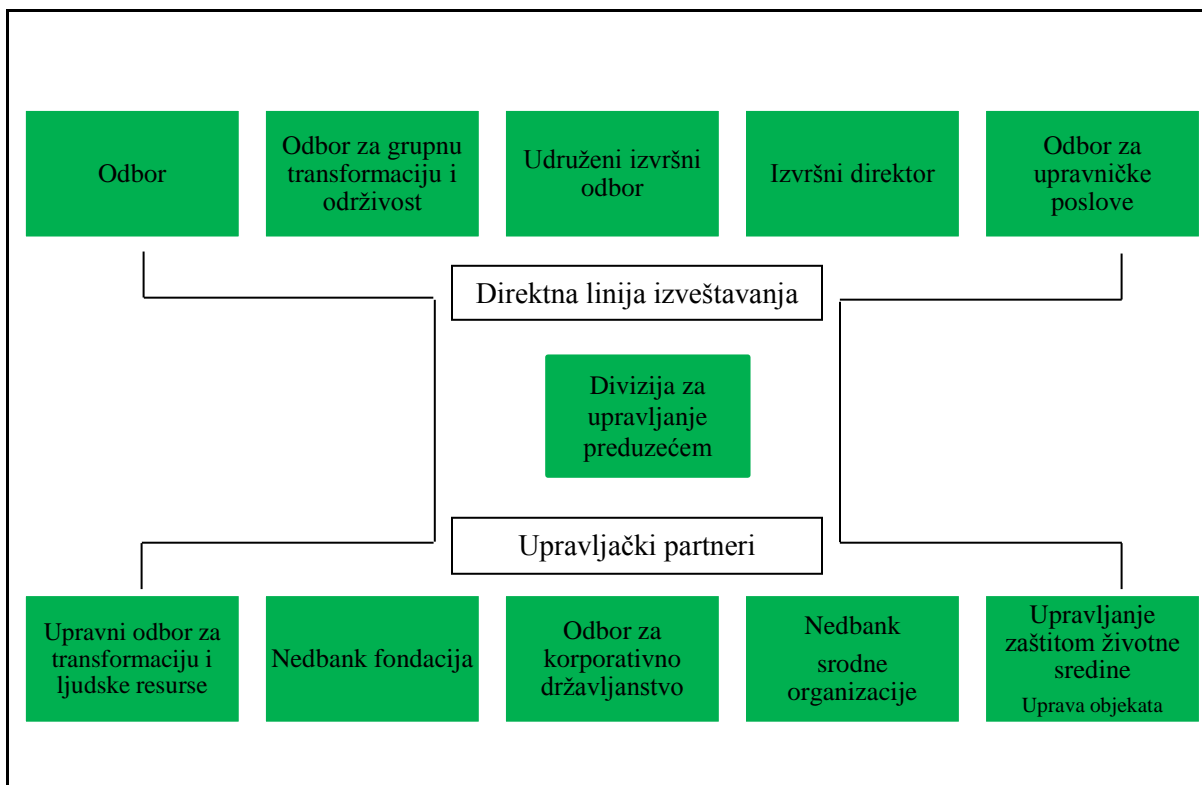 Odbor
Odbor za grupnu
transformaciju i
održivost
Udruženi izvršni
odbor
Izvršni direktor
Odbor za
upravničke
poslove
Direktna linija izveštavanja
Divizija za
upravljanje
preduzećem
Upravljački partneri
Upravni odbor za
transformaciju i
ljudske resurse
Nedbank fondacija
Odbor za
korporativno
državljanstvo
Nedbank
srodne
organizacije
Upravljanje
zaštitom životne
sredine
Uprava objekata